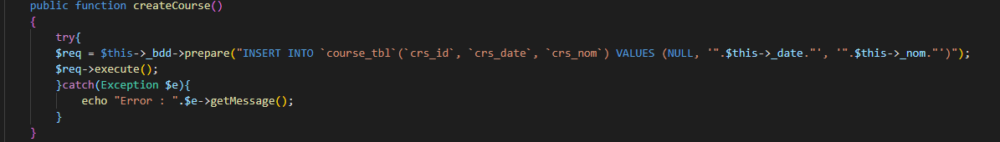 public function createCourse()
{
try{
$req = $this->_bdd->prepare("INSERT INTO `course_tbl`(`crs_id`, `crs_date`, `crs_nom`) VALUES (NULL, '".$this->_date."', '".$this->_nom."')");
$req->execute();
}catch(Exception $e){
echo "Error : ".$e->getMessage();
}
}